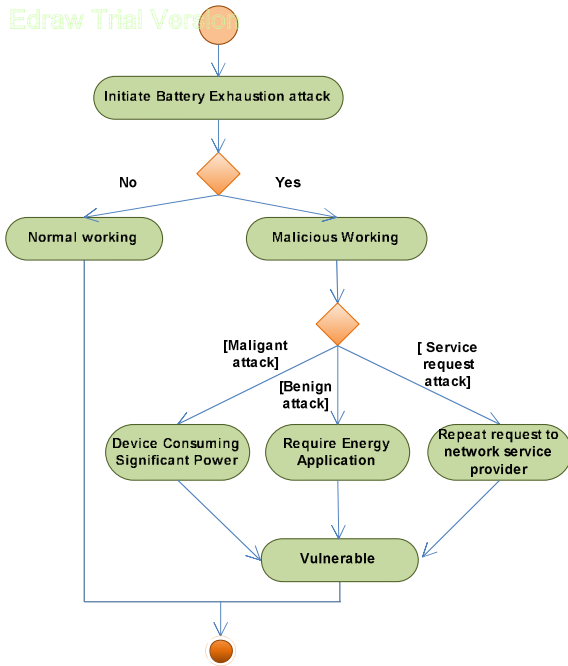 Edraw Trial Version
Initiate Battery Exhaustion attack
No
Yes
Normal working
Malicious Working
[Maligant
attack]
[Benign
attack]
[ Service
request
attack]
Device Consuming
Significant Power
Require Energy
Application
Repeat request to
network service
provider
Vulnerable